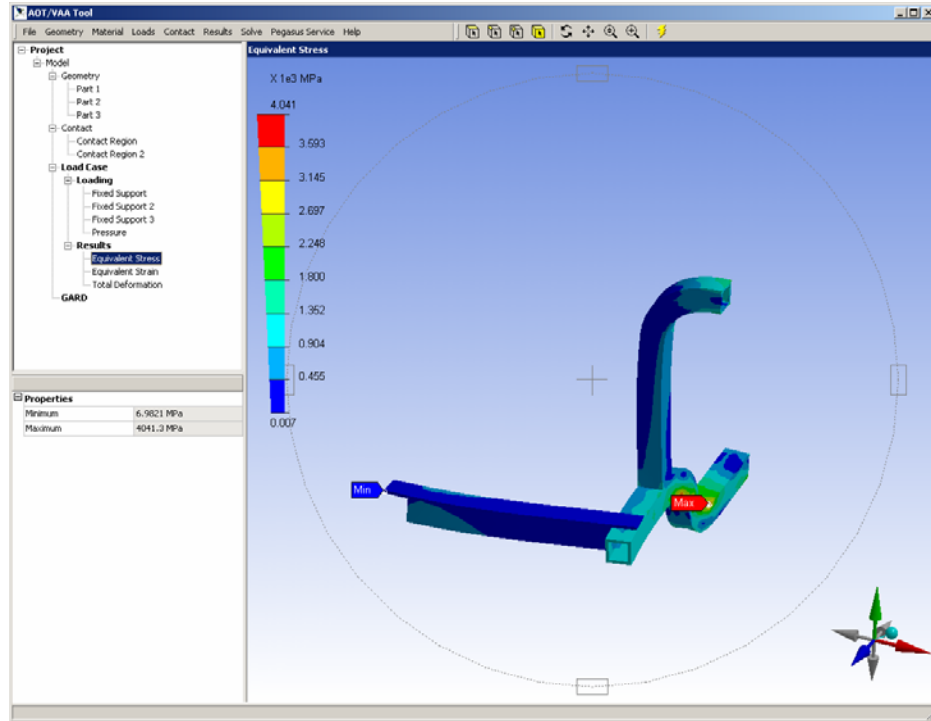 AOT/VAA Tool
File Geometry Material Loads Contact Results Solve Pegasus Service Help
Project
Model
Geometry
Part 1
Part 2
Part 3
Contact
Contact Region
Contact Region 2
Load Case
Loading
Fixed Support
Fixed Support 2
Fixed Support 3
Pressure
Results
Equivalent Stress
Equivalent Strain
Total Deformation
GARD
Properties
Minimum 6.9821 MPa
Maximum 4041.3 MPa
Equivalent Stress
X 1e3 MPa
4.041
3.593
3.145
2.697
2.248
1.800
1.352
0.904
0.455
0.007
Min
Max